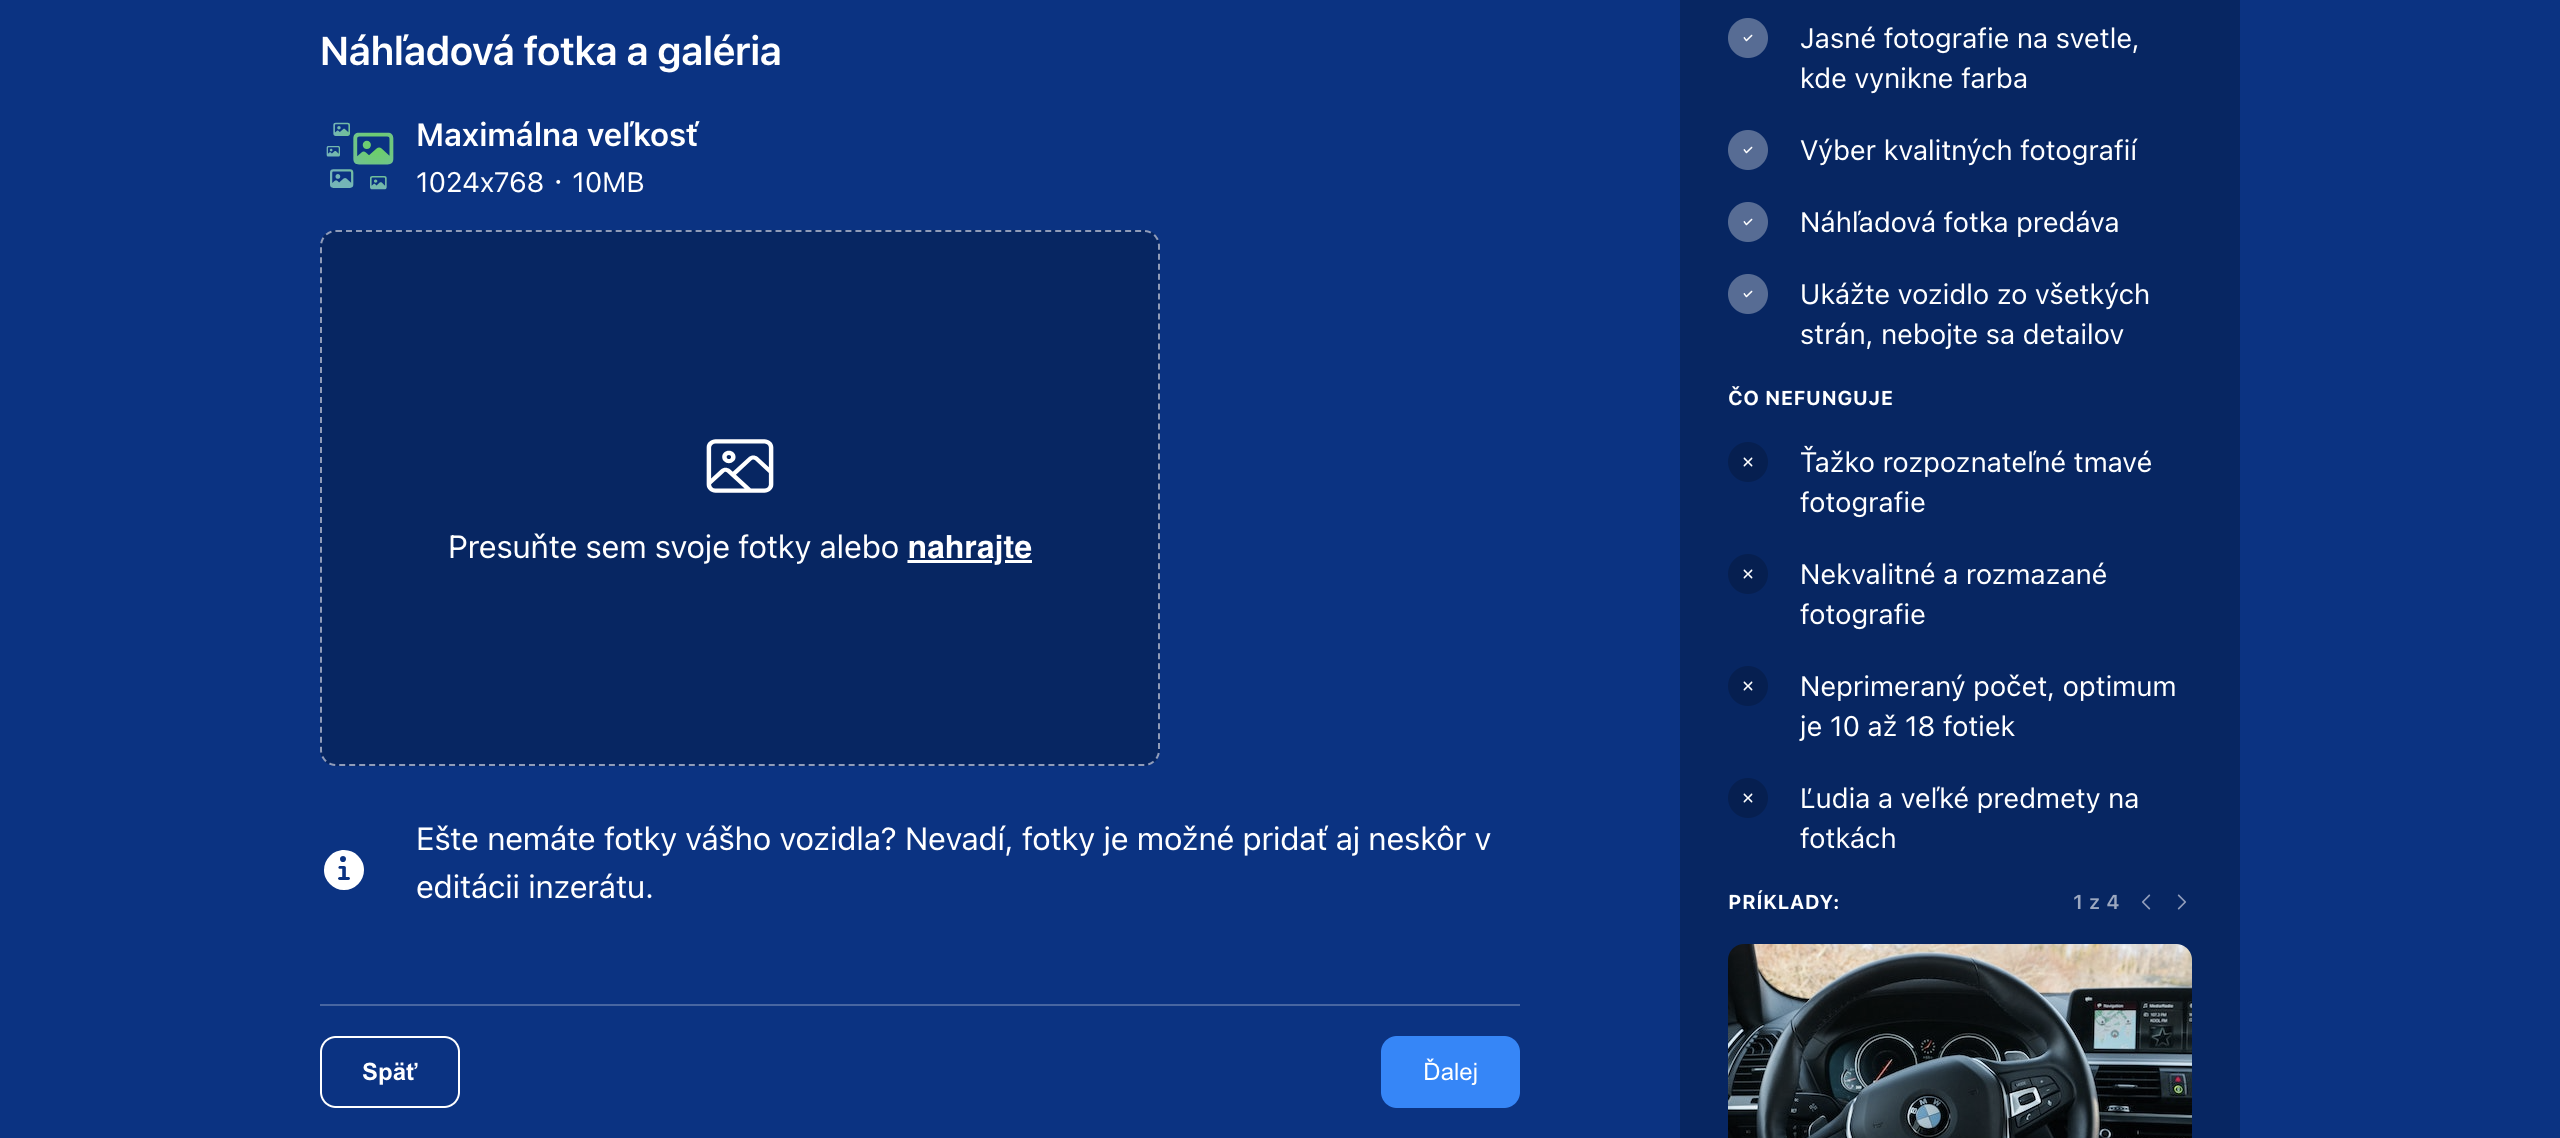 Náhľadová fotka a galéria
Maximálna veľkosť
1024x768 · 10MB
Presuňte sem svoje fotky alebo nahrajte
Ešte nemáte fotky vášho vozidla? Nevadí, fotky je možné pridať aj neskôr v
editácii inzerátu.
Späť
Ďalej
Jasné fotografie na svetle,
kde vynikne farba
Výber kvalitných fotografií
Náhľadová fotka predáva
Ukážte vozidlo zo všetkých
strán, nebojte sa detailov
ČO NEFUNGUJE
Ťažko rozpoznateľné tmavé
fotografie
Nekvalitné a rozmazané
fotografie
Neprimeraný počet, optimum
je 10 až 18 fotiek
Ľudia a veľké predmety na
fotkách
PRÍKLADY:
1 z 4
Navigation
BMW